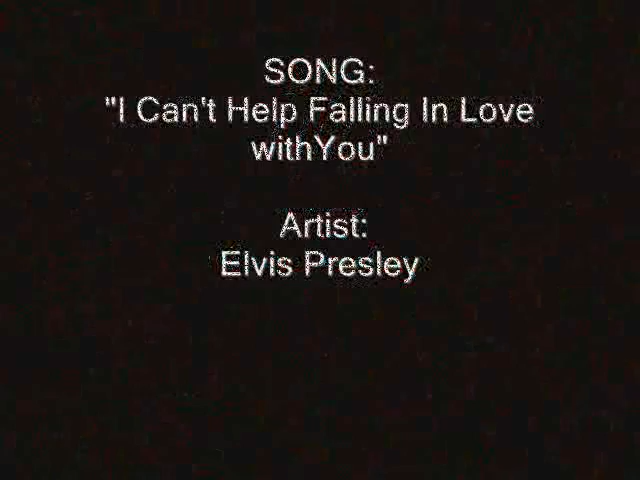 SONG:
"I Can't Help Falling In Love
withYou"
Artist:
Elvis Presley